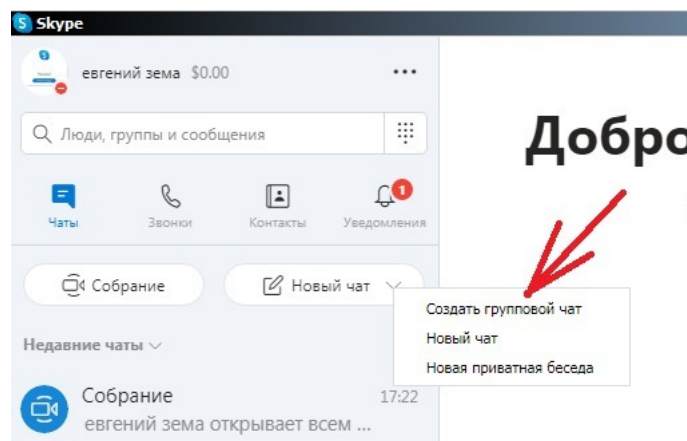 Skype
евгений зема $0.00
Люди, группы и сообщения
Чаты
Звонки
Контакты
1
Уведомления
Собрание
Новый чат
Создать групповой чат
Новый чат
Новая приватная беседа
Недавние чаты
Собрание 17:22
евгений зема открывает всем ...
Добро